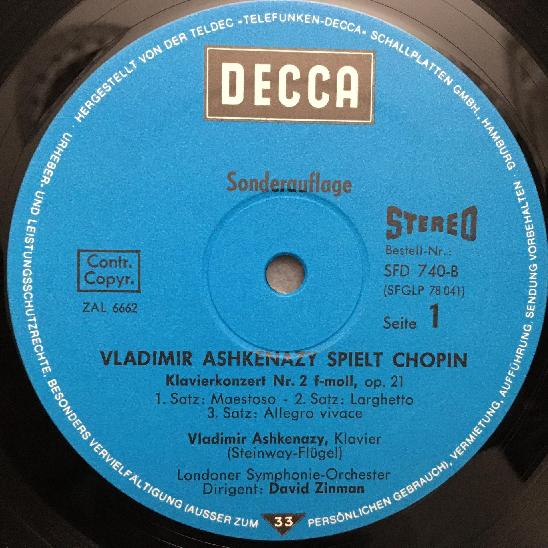 · HERGESTELLT VON DER TELDEC »TELEFUNKEN-DECCA« SCHALLPLATTEN GMBH., HAMBURG ·
URHEBER- UND LEISTUNGSSCHUTZRECHTE, BESONDERS VERVIELFÄLTIGUNG (AUSSER ZUM PERSÖNLICHEN GEBRAUCH), VERMIETUNG, AUFFÜHRUNG, SENDUNG VORBEHALTEN
DECCA
Sonderauflage
STEREO
Bestell-Nr.:
SFD 740-B
(SFGLP 78 041)
Seite 1
Contr.
Copyr.
ZAL 6662
VLADIMIR ASHKENAZY SPIELT CHOPIN
Klavierkonzert Nr. 2 f-moll, op. 21
1. Satz: Maestoso - 2. Satz: Larghetto
3. Satz: Allegro vivace
Vladimir Ashkenazy, Klavier
(Steinway-Flügel)
Londoner Symphonie-Orchester
Dirigent: David Zinman
33